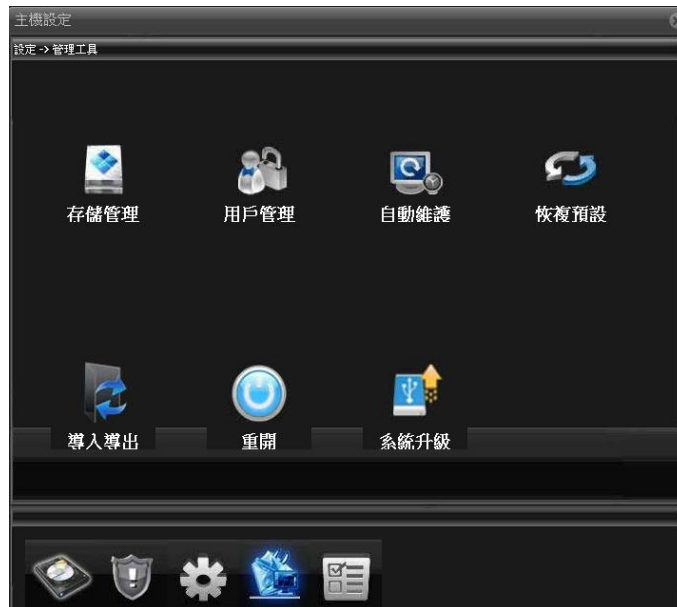 主機設定
設定 -> 管理工具
存儲管理
用戶管理
自動維護
恢複預設
導入導出
重開
系統升級